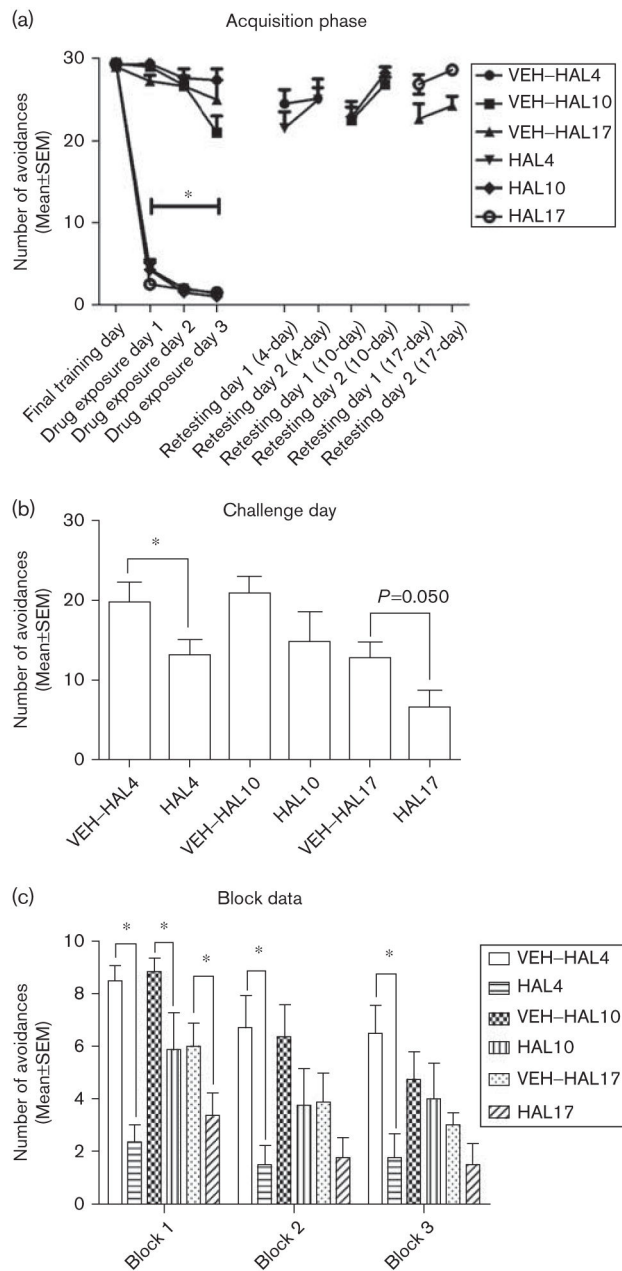 (a)
Acquisition phase
Number of avoidances
(Mean±SEM)
30
20
10
0
*
VEH–HAL4
VEH–HAL10
VEH–HAL17
HAL4
HAL10
HAL17
Final training day
Drug exposure day 1
Drug exposure day 2
Drug exposure day 3
Retesting day 1 (4-day)
Retesting day 2 (4-day)
Retesting day 1 (10-day)
Retesting day 2 (10-day)
Retesting day 1 (17-day)
Retesting day 2 (17-day)
(b)
Challenge day
Number of avoidances
(Mean±SEM)
30
20
10
0
*
P=0.050
VEH–HAL4
HAL4
VEH–HAL10
HAL10
VEH–HAL17
HAL17
(c)
Block data
Number of avoidances
(Mean±SEM)
10
8
6
4
2
0
*
*
*
*
*
VEH–HAL4
HAL4
VEH–HAL10
HAL10
VEH–HAL17
HAL17
Block 1
Block 2
Block 3